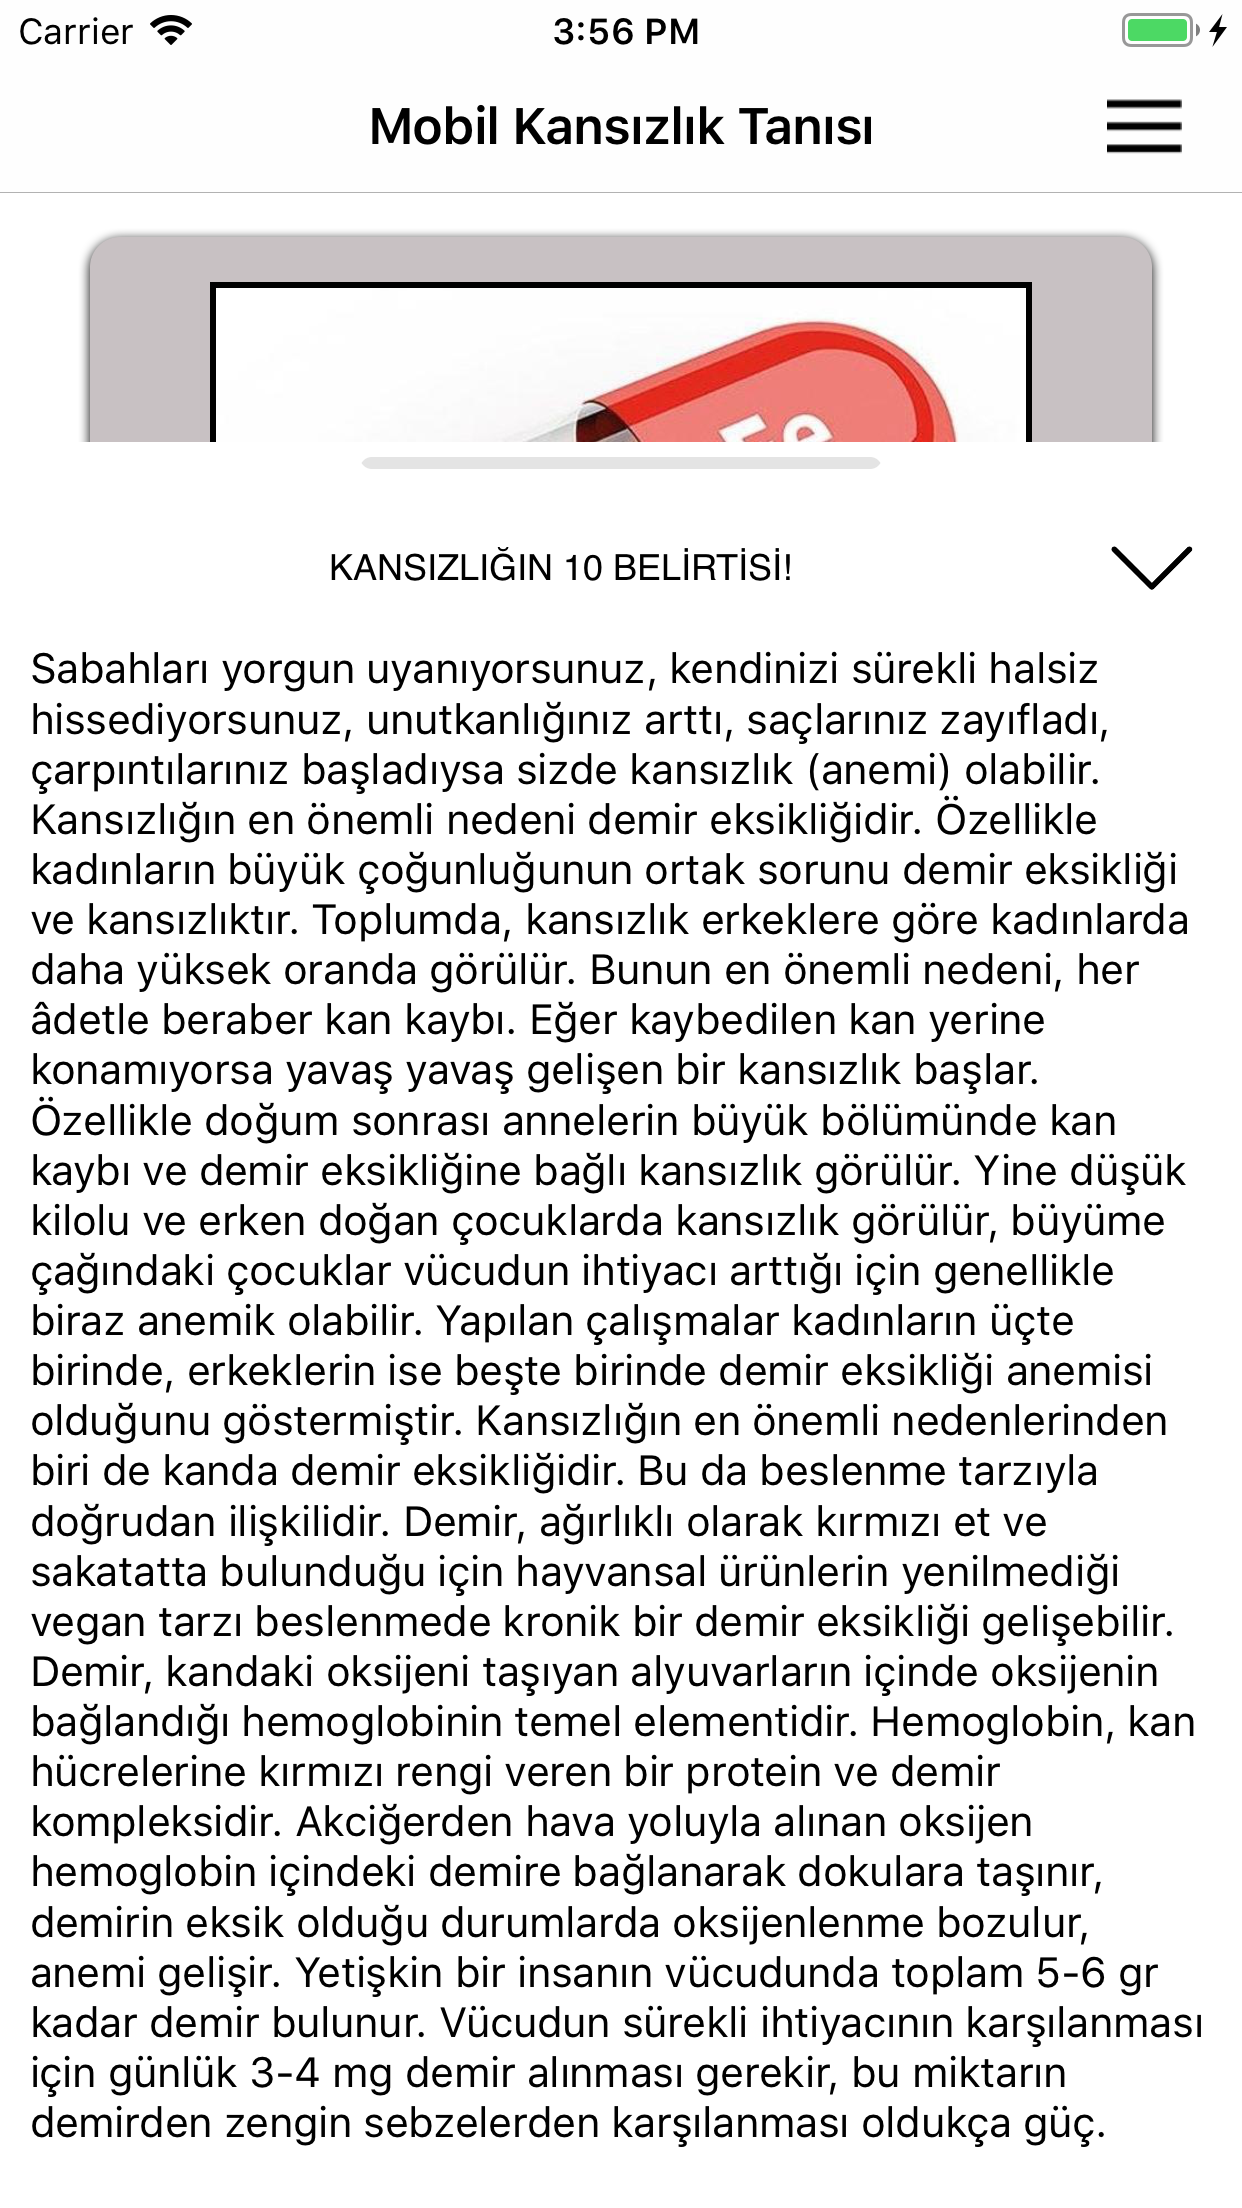 Carrier
3:56 PM
Mobil Kansızlık Tanısı
Fe
KANSIZLIĞIN 10 BELİRTİSİ!
Sabahları yorgun uyanıyorsunuz, kendinizi sürekli halsiz
hissediyorsunuz, unutkanlığınız arttı, saçlarınız zayıfladı,
çarpıntılarınız başladıysa sizde kansızlık (anemi) olabilir.
Kansızlığın en önemli nedeni demir eksikliğidir. Özellikle
kadınların büyük çoğunluğunun ortak sorunu demir eksikliği
ve kansızlıktır. Toplumda, kansızlık erkeklere göre kadınlarda
daha yüksek oranda görülür. Bunun en önemli nedeni, her
âdetle beraber kan kaybı. Eğer kaybedilen kan yerine
konamıyorsa yavaş yavaş gelişen bir kansızlık başlar.
Özellikle doğum sonrası annelerin büyük bölümünde kan
kaybı ve demir eksikliğine bağlı kansızlık görülür. Yine düşük
kilolu ve erken doğan çocuklarda kansızlık görülür, büyüme
çağındaki çocuklar vücudun ihtiyacı arttığı için genellikle
biraz anemik olabilir. Yapılan çalışmalar kadınların üçte
birinde, erkeklerin ise beşte birinde demir eksikliği anemisi
olduğunu göstermiştir. Kansızlığın en önemli nedenlerinden
biri de kanda demir eksikliğidir. Bu da beslenme tarzıyla
doğrudan ilişkilidir. Demir, ağırlıklı olarak kırmızı et ve
sakatatta bulunduğu için hayvansal ürünlerin yenilmediği
vegan tarzı beslenmede kronik bir demir eksikliği gelişebilir.
Demir, kandaki oksijeni taşıyan alyuvarların içinde oksijenin
bağlandığı hemoglobinin temel elementidir. Hemoglobin, kan
hücrelerine kırmızı rengi veren bir protein ve demir
kompleksidir. Akciğerden hava yoluyla alınan oksijen
hemoglobin içindeki demire bağlanarak dokulara taşınır,
demirin eksik olduğu durumlarda oksijenlenme bozulur,
anemi gelişir. Yetişkin bir insanın vücudunda toplam 5-6 gr
kadar demir bulunur. Vücudun sürekli ihtiyacının karşılanması
için günlük 3-4 mg demir alınması gerekir, bu miktarın
demirden zengin sebzelerden karşılanması oldukça güç.